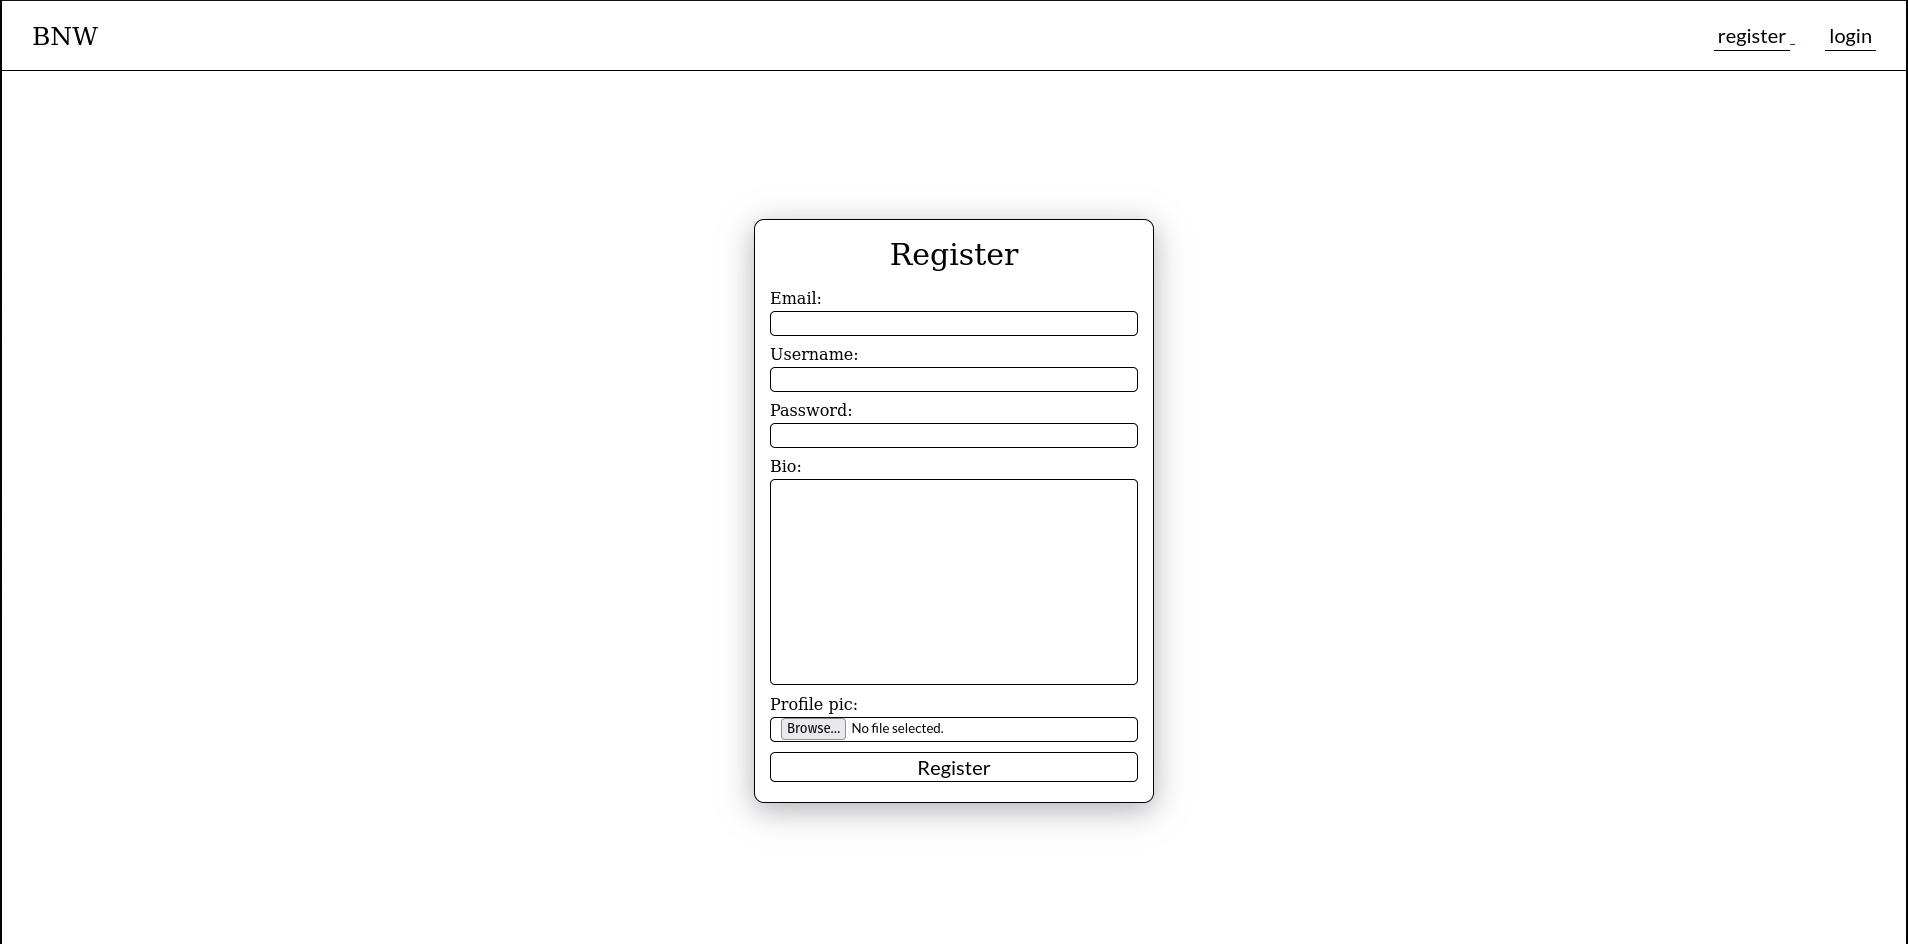 BNW
register login
Register
Email:
Username:
Password:
Bio:
Profile pic:
Browse... No file selected.
Register